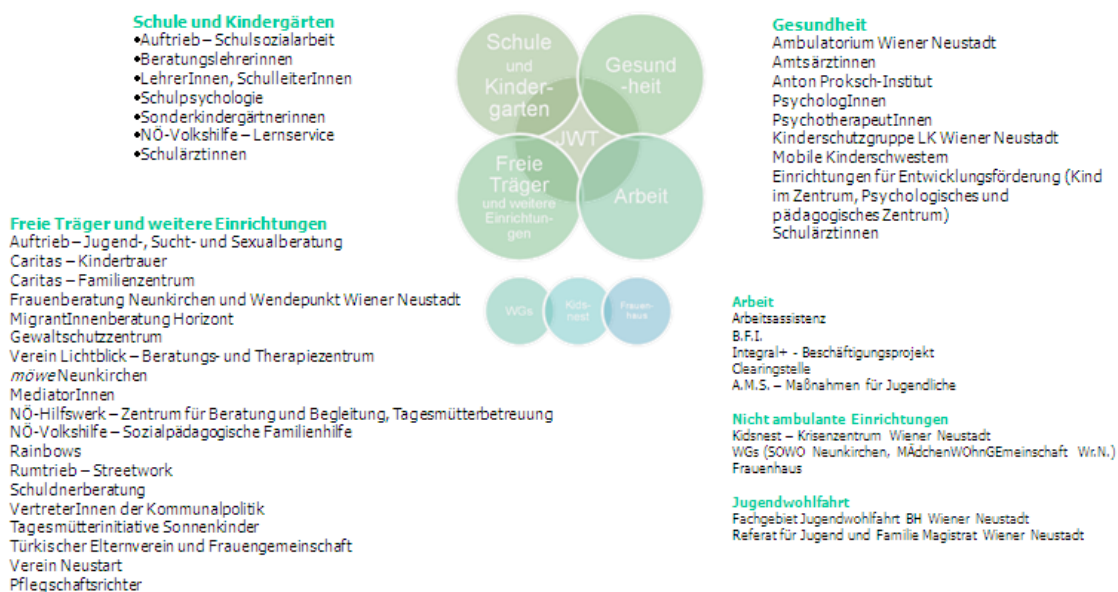 Schule und Kindergärten
•Auftrieb – Schulsozialarbeit
•Beratungslehrerinnen
•LehrerInnen, SchulleiterInnen
•Schulpsychologie
•Sonderkindergärtnerinnen
•NÖ-Volkshilfe – Lernservice
•Schulärztinnen
Schule
und
Kinder-
garten
Gesund
-heit
JWT
Freie
Träger
und weitere
Einrichtun-
gen
Arbeit
WGs
Kids-
nest
Frauen-
haus
Gesundheit
Ambulatorium Wiener Neustadt
Amtsärztinnen
Anton Proksch-Institut
PsychologInnen
PsychotherapeutInnen
Kinderschutzgruppe LK Wiener Neustadt
Mobile Kinderschwestern
Einrichtungen für Entwicklungsförderung (Kind
im Zentrum, Psychologisches und
pädagogisches Zentrum)
Schulärztinnen
Freie Träger und weitere Einrichtungen
Auftrieb – Jugend-, Sucht- und Sexualberatung
Caritas – Kindertrauer
Caritas – Familienzentrum
Frauenberatung Neunkirchen und Wendepunkt Wiener Neustadt
MigrantInnenberatung Horizont
Gewaltschutzzentrum
Verein Lichtblick – Beratungs- und Therapiezentrum
möwe Neunkirchen
MediatorInnen
NÖ-Hilfswerk – Zentrum für Beratung und Begleitung, Tagesmütterbetreuung
NÖ-Volkshilfe – Sozialpädagogische Familienhilfe
Rainbows
Rumtrieb – Streetwork
Schuldnerberatung
VertreterInnen der Kommunalpolitik
Tagesmütterinitiative Sonnenkinder
Türkischer Elternverein und Frauengemeinschaft
Verein Neustart
Pflegschaftsrichter
Arbeit
Arbeitsassistenz
B.F.I.
Integral+ - Beschäftigungsprojekt
Clearingstelle
A.M.S. – Maßnahmen für Jugendliche
Nicht ambulante Einrichtungen
Kidsnest – Krisenzentrum Wiener Neustadt
WGs (SOWO Neunkirchen, MÄdchenWOhnGEmeinschaft Wr.N.)
Frauenhaus
Jugendwohlfahrt
Fachgebiet Jugendwohlfahrt BH Wiener Neustadt
Referat für Jugend und Familie Magistrat Wiener Neustadt